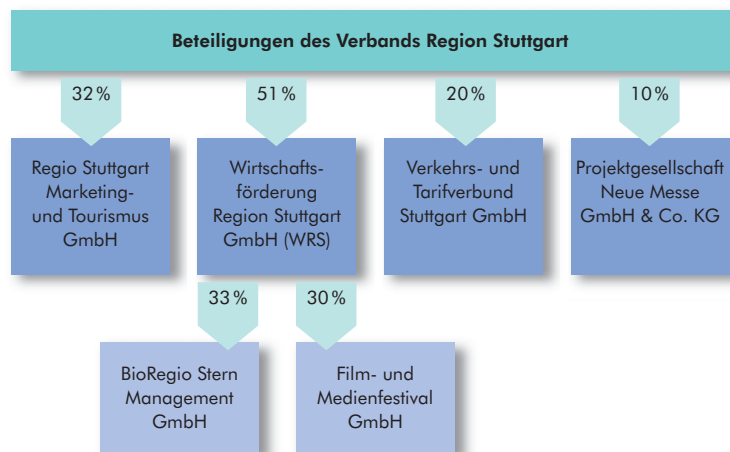 Beteiligungen des Verbands Region Stuttgart
32%
51%
20%
10%
Regio Stuttgart
Marketing-
und Tourismus
GmbH
Wirtschafts-
förderung
Region Stuttgart
GmbH (WRS)
Verkehrs- und
Tarifverbund
Stuttgart GmbH
Projektgesellschaft
Neue Messe
GmbH & Co. KG
33%
30%
BioRegio Stern
Management
GmbH
Film- und
Medienfestival
GmbH